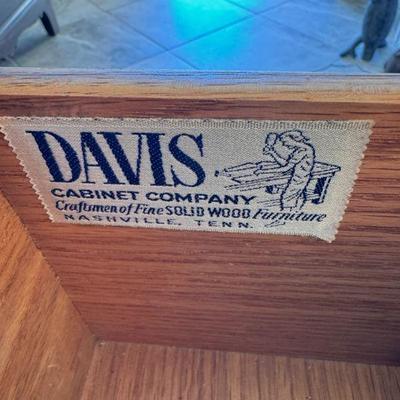 DAVIS
CABINET COMPANY
Craftsmen of Fine SOLID WOOD Furniture
NASHVILLE, TENN.